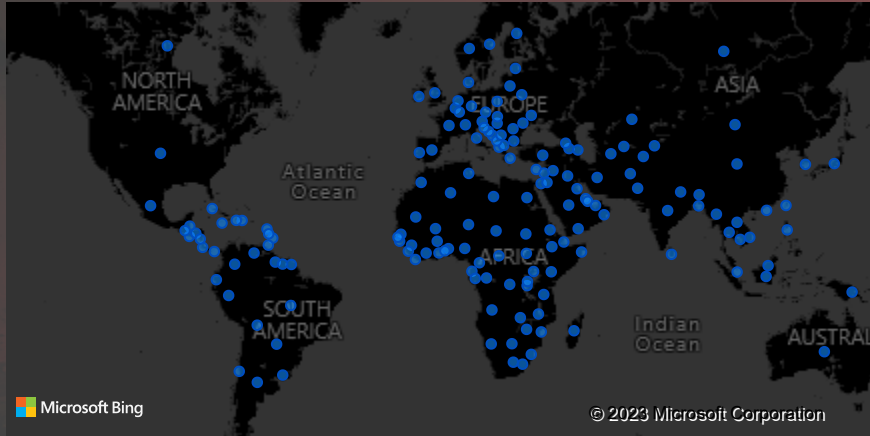 NORTH
AMERICA
EUROPE
ASIA
Atlantic
Ocean
AFRICA
SOUTH
AMERICA
Indian
Ocean
AUSTRAL
Microsoft Bing
© 2023 Microsoft Corporation